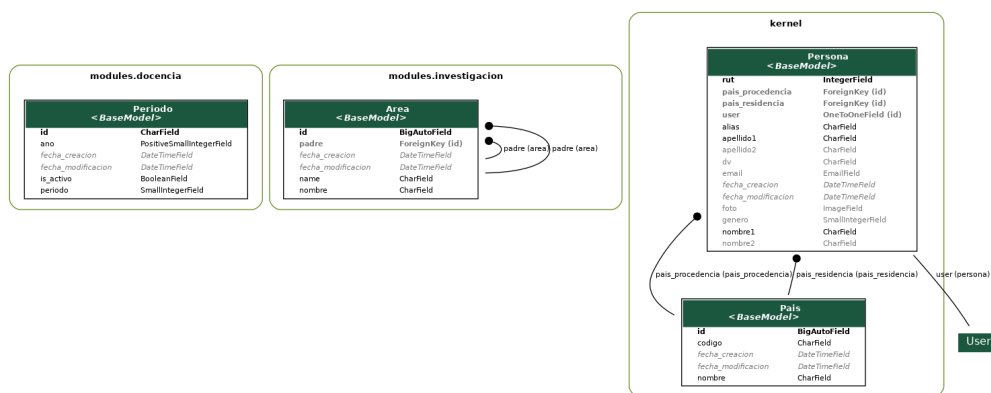 modules.docencia
Periodo
<BaseModel>
id CharField
ano PositiveSmallIntegerField
fecha_creacion DateTimeField
fecha_modificacion DateTimeField
is_activo BooleanField
periodo SmallIntegerField
modules.investigacion
Area
<BaseModel>
id BigAutoField
padre ForeignKey (id)
fecha_creacion DateTimeField
fecha_modificacion DateTimeField
name CharField
nombre CharField
padre (area) padre (area)
kernel
Persona
<BaseModel>
rut IntegerField
pais_procedencia ForeignKey (id)
pais_residencia ForeignKey (id)
user OneToOneField (id)
alias CharField
apellido1 CharField
apellido2 CharField
dv CharField
email EmailField
fecha_creacion DateTimeField
fecha_modificacion DateTimeField
foto ImageField
genero SmallIntegerField
nombre1 CharField
nombre2 CharField
pais_procedencia (pais_procedencia) pais_residencia (pais_residencia) user (persona)
Pais
<BaseModel>
id BigAutoField
codigo CharField
fecha_creacion DateTimeField
fecha_modificacion DateTimeField
nombre CharField
User